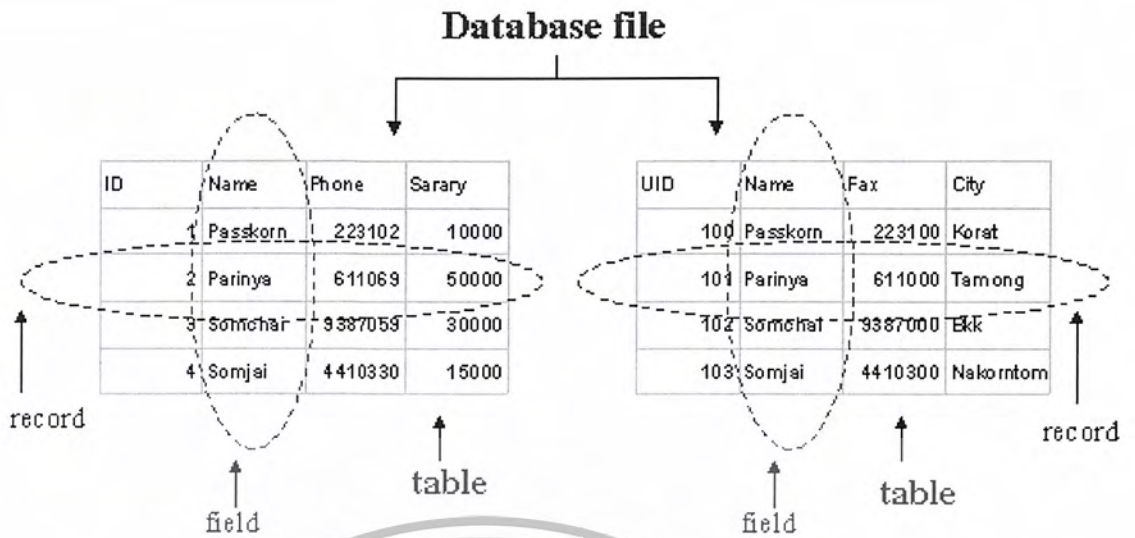 Database file
ID Name Phone Sarary
1 Passkorn 223102 10000
2 Parinya 611069 50000
3 Somchai 9387059 30000
4 Somjai 4410330 15000
UID Name Fax City
100 Passkorn 223100 Korat
101 Parinya 611000 Tamong
102 Somchai 9387000 Bkk
103 Somjai 4410300 Nakorntom
record
table
field
record
table
field